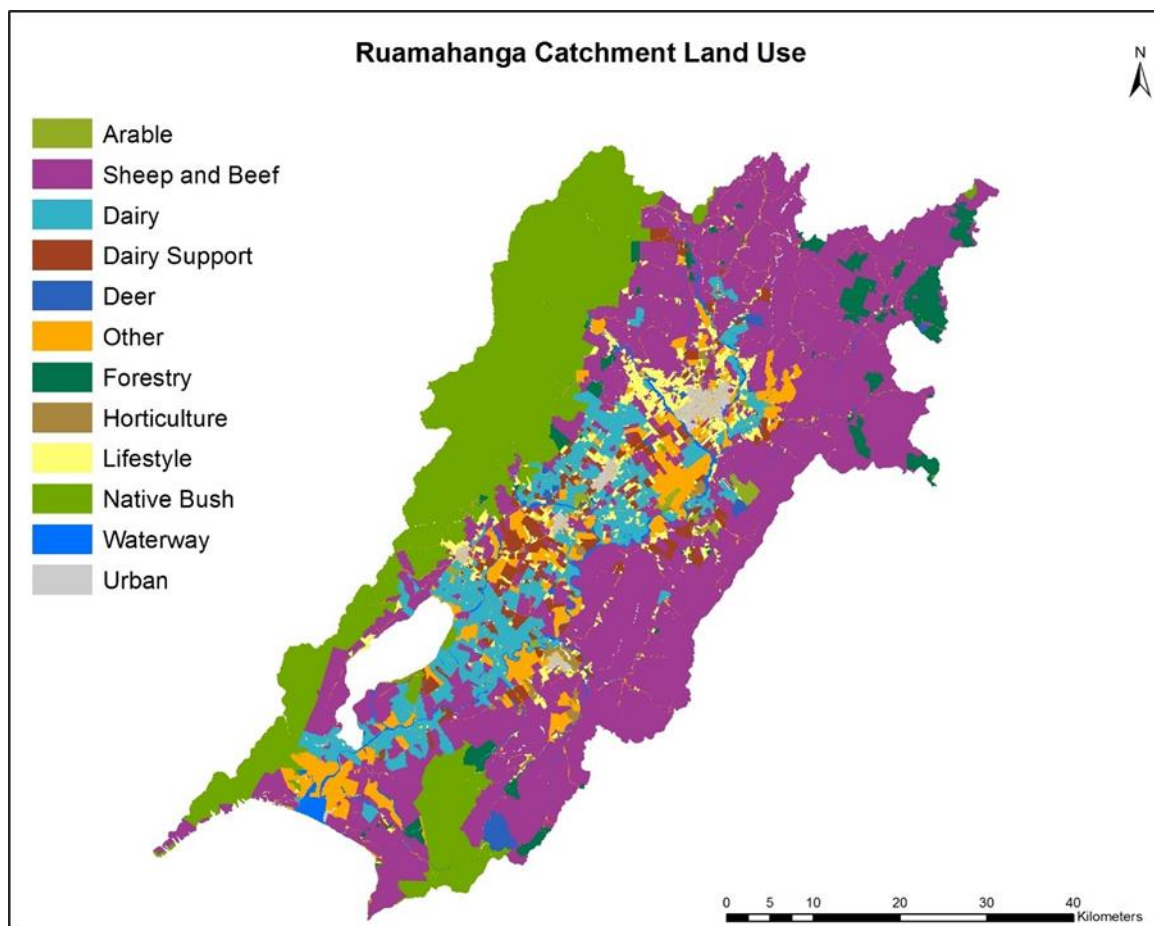 Ruamahanga Catchment Land Use
N
Arable
Sheep and Beef
Dairy
Dairy Support
Deer
Other
Forestry
Horticulture
Lifestyle
Native Bush
Waterway
Urban
0 5 10 20 30 40
Kilometers